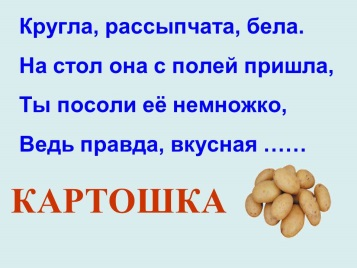 Кругла, рассыпчата, бела.
На стол она с полей пришла,
Ты посоли её немножко,
Ведь правда, вкусная ……
КАРТОШКА